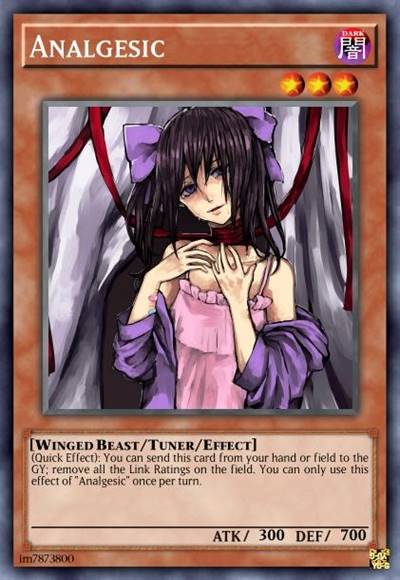 ANALGESIC
DARK
闇
[WINGED BEAST/TUNER/EFFECT]
(Quick Effect): You can send this card from your hand or field to the
GY; remove all the Link Ratings on the field. You can only use this
effect of "Analgesic" once per turn.
ATK/ 300 DEF/ 700
im7873800